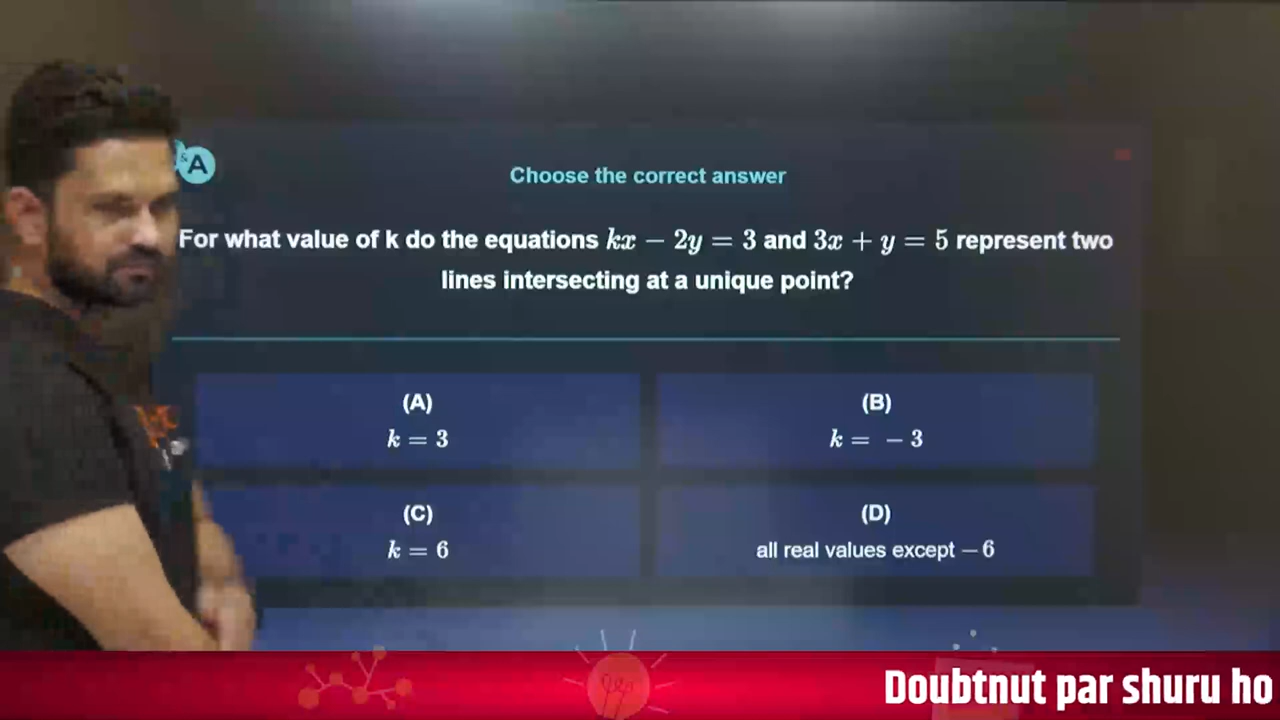 &A
Choose the correct answer
For what value of k do the equations kx − 2y = 3 and 3x + y = 5 represent two
lines intersecting at a unique point?
(A)
k = 3
(B)
k = − 3
(C)
k = 6
(D)
all real values except − 6
Doubtnut par shuru ho